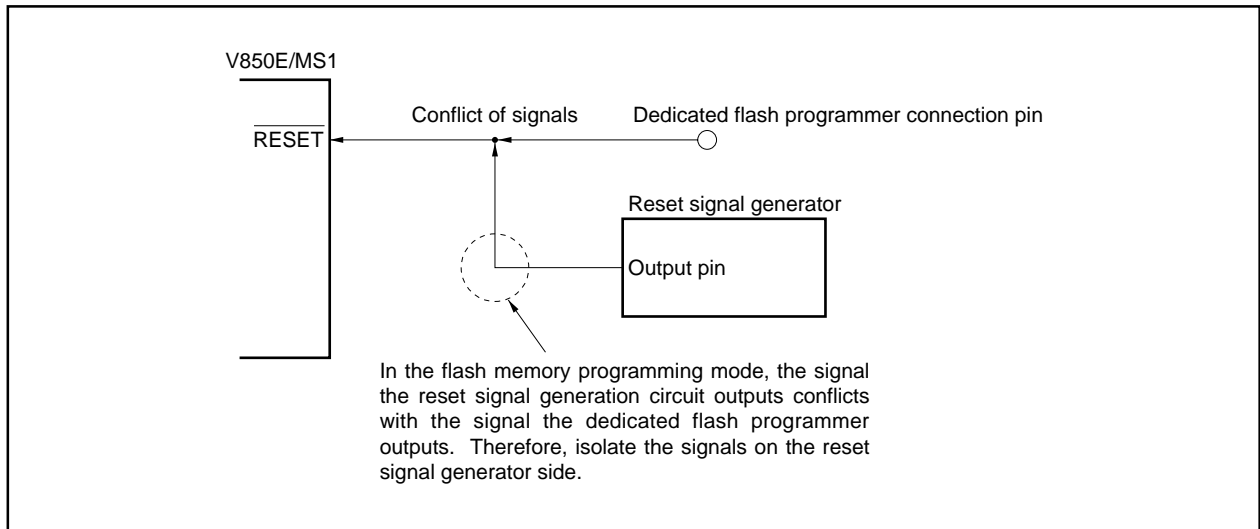 V850E/MS1
Conflict of signals
Dedicated flash programmer connection pin
RESET
Reset signal generator
Output pin
In the flash memory programming mode, the signal
the reset signal generation circuit outputs conflicts
with the signal the dedicated flash programmer
outputs. Therefore, isolate the signals on the reset
signal generator side.